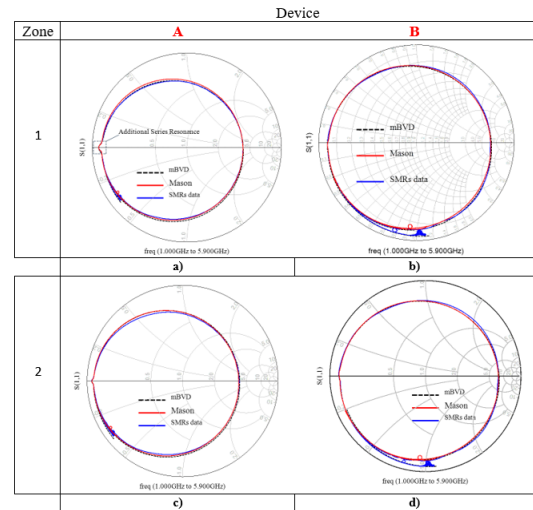 Device
Zone A B
1
Additional Series Resonance
S(1,1)
mBVD
Mason
SMRs data
freq (1.000GHz to 5.900GHz)
a)
S(1,1)
mBVD
Mason
SMRs data
freq (1.000GHz to 5.900GHz)
b)
2
S(1,1)
mBVD
Mason
SMRs data
freq (1.000GHz to 5.900GHz)
c)
S(1,1)
mBVD
Mason
SMRs data
freq (1.000GHz to 5.900GHz)
d)